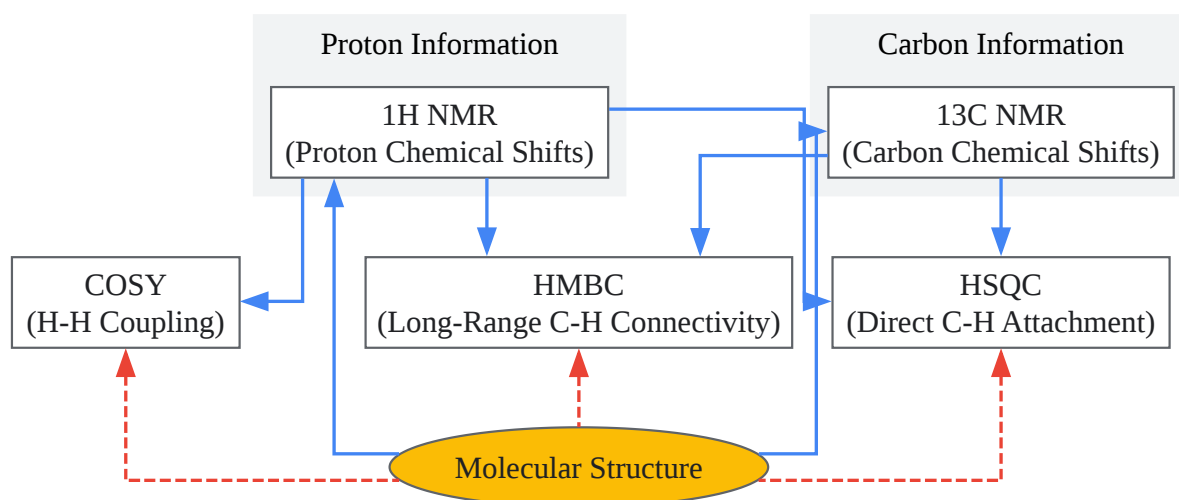 Proton Information
Carbon Information
1H NMR
(Proton Chemical Shifts)
13C NMR
(Carbon Chemical Shifts)
COSY
(H-H Coupling)
HMBC
(Long-Range C-H Connectivity)
HSQC
(Direct C-H Attachment)
Molecular Structure